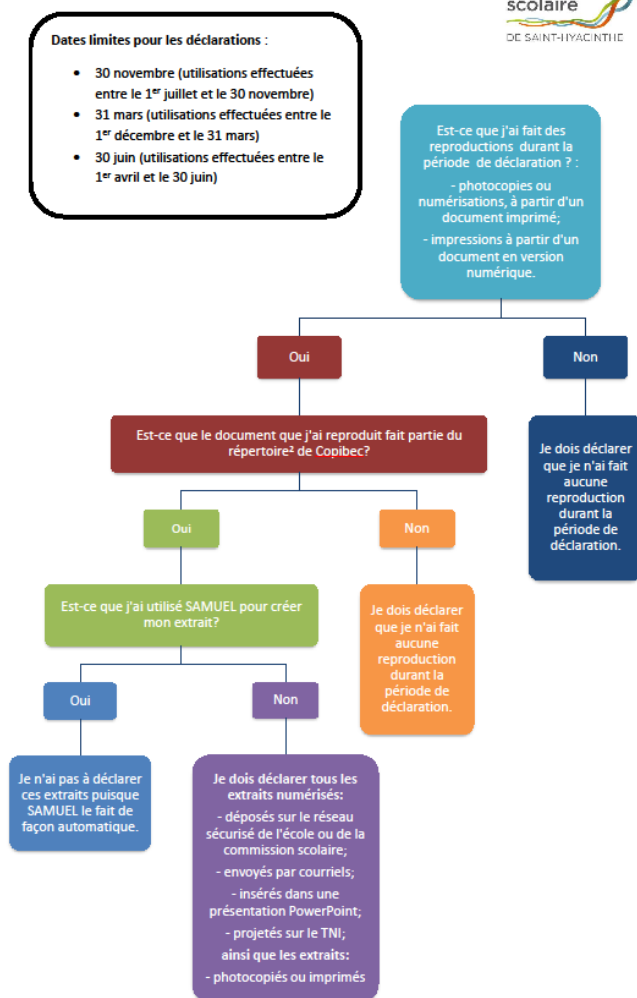 scolaire
DE SAINT-HYACINTHE
Dates limites pour les déclarations :
• 30 novembre (utilisations effectuées
entre le 1er juillet et le 30 novembre)
• 31 mars (utilisations effectuées entre le
1er décembre et le 31 mars)
• 30 juin (utilisations effectuées entre le
1er avril et le 30 juin)
Est-ce que j'ai fait des
reproductions durant la
période de déclaration ? :
- photocopies ou
numérisations, à partir d'un
document imprimé;
- impressions à partir d'un
document en version
numérique.
Oui
Non
Est-ce que le document que j'ai reproduit fait partie du
répertoire² de Copibec?
Je dois déclarer
que je n'ai fait
aucune
reproduction
durant la
période de
déclaration.
Oui
Non
Est-ce que j'ai utilisé SAMUEL pour créer
mon extrait?
Je dois déclarer
que je n'ai fait
aucune
reproduction
durant la
période de
déclaration.
Oui
Non
Je n'ai pas à déclarer
ces extraits puisque
SAMUEL le fait de
façon automatique.
Je dois déclarer tous les
extraits numérisés:
- déposés sur le réseau
sécurisé de l'école ou de la
commission scolaire;
- envoyés par courriels;
- insérés dans une
présentation PowerPoint;
- projetés sur le TNI;
ainsi que les extraits:
- photocopiés ou imprimés